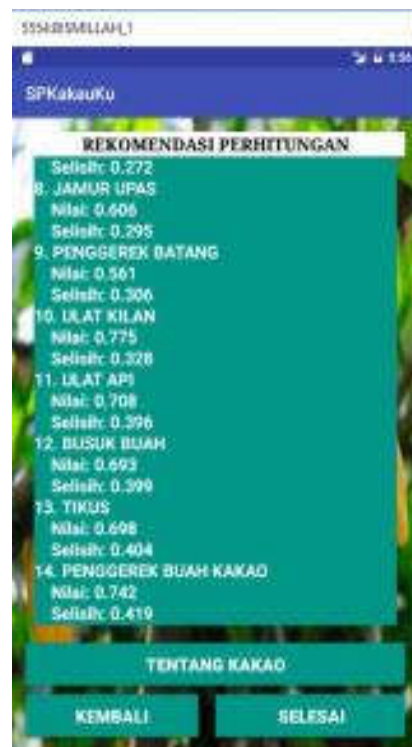 5554:BISMILLAH_1
SPKakauKu
REKOMENDASI PERHITUNGAN
Selisih: 0.272
8. JAMUR UPAS
Nilai: 0.606
Selisih: 0.295
9. PENGGEREK BATANG
Nilai: 0.561
Selisih: 0.306
10. ULAT KILAN
Nilai: 0.775
Selisih: 0.328
11. ULAT API
Nilai: 0.708
Selisih: 0.396
12. BUSUK BUAH
Nilai: 0.693
Selisih: 0.399
13. TIKUS
Nilai: 0.698
Selisih: 0.404
14. PENGGEREK BUAH KAKAO
Nilai: 0.742
Selisih: 0.419
TENTANG KAKAO
KEMBALI
SELESAI